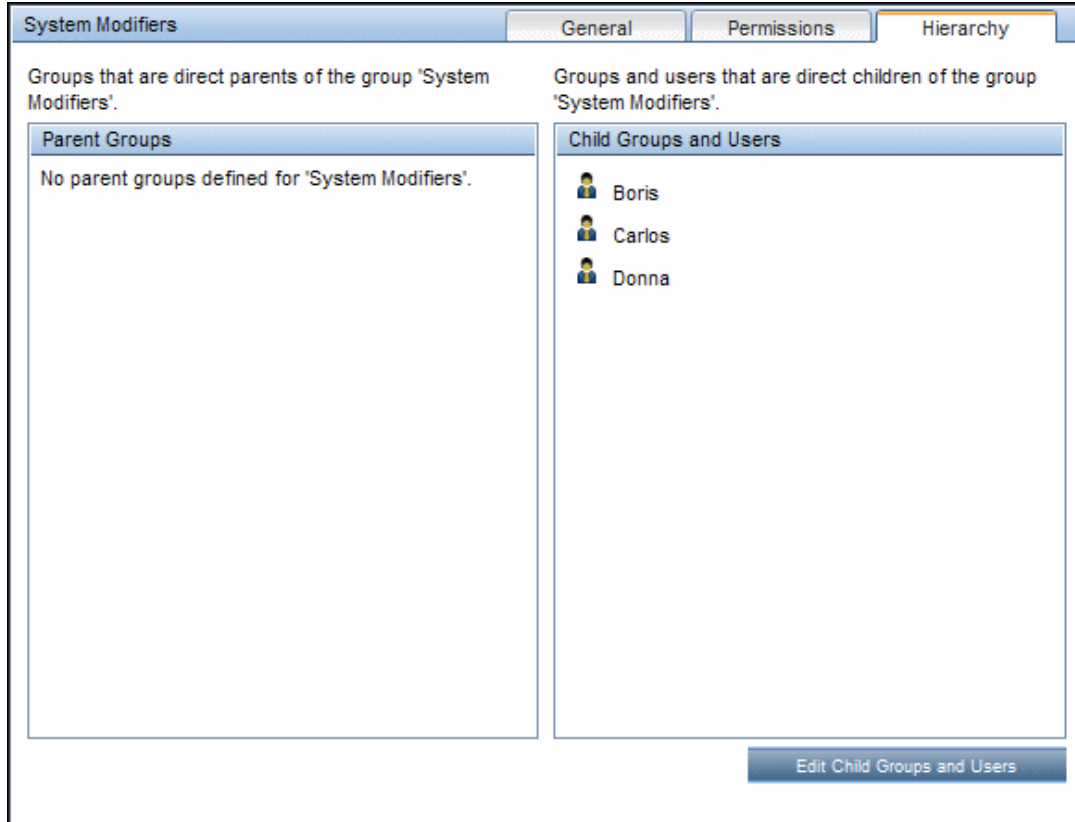 System Modifiers
General
Permissions
Hierarchy
Groups that are direct parents of the group 'System
Modifiers'.
Parent Groups
No parent groups defined for 'System Modifiers'.
Groups and users that are direct children of the group
'System Modifiers'.
Child Groups and Users
Boris
Carlos
Donna
Edit Child Groups and Users